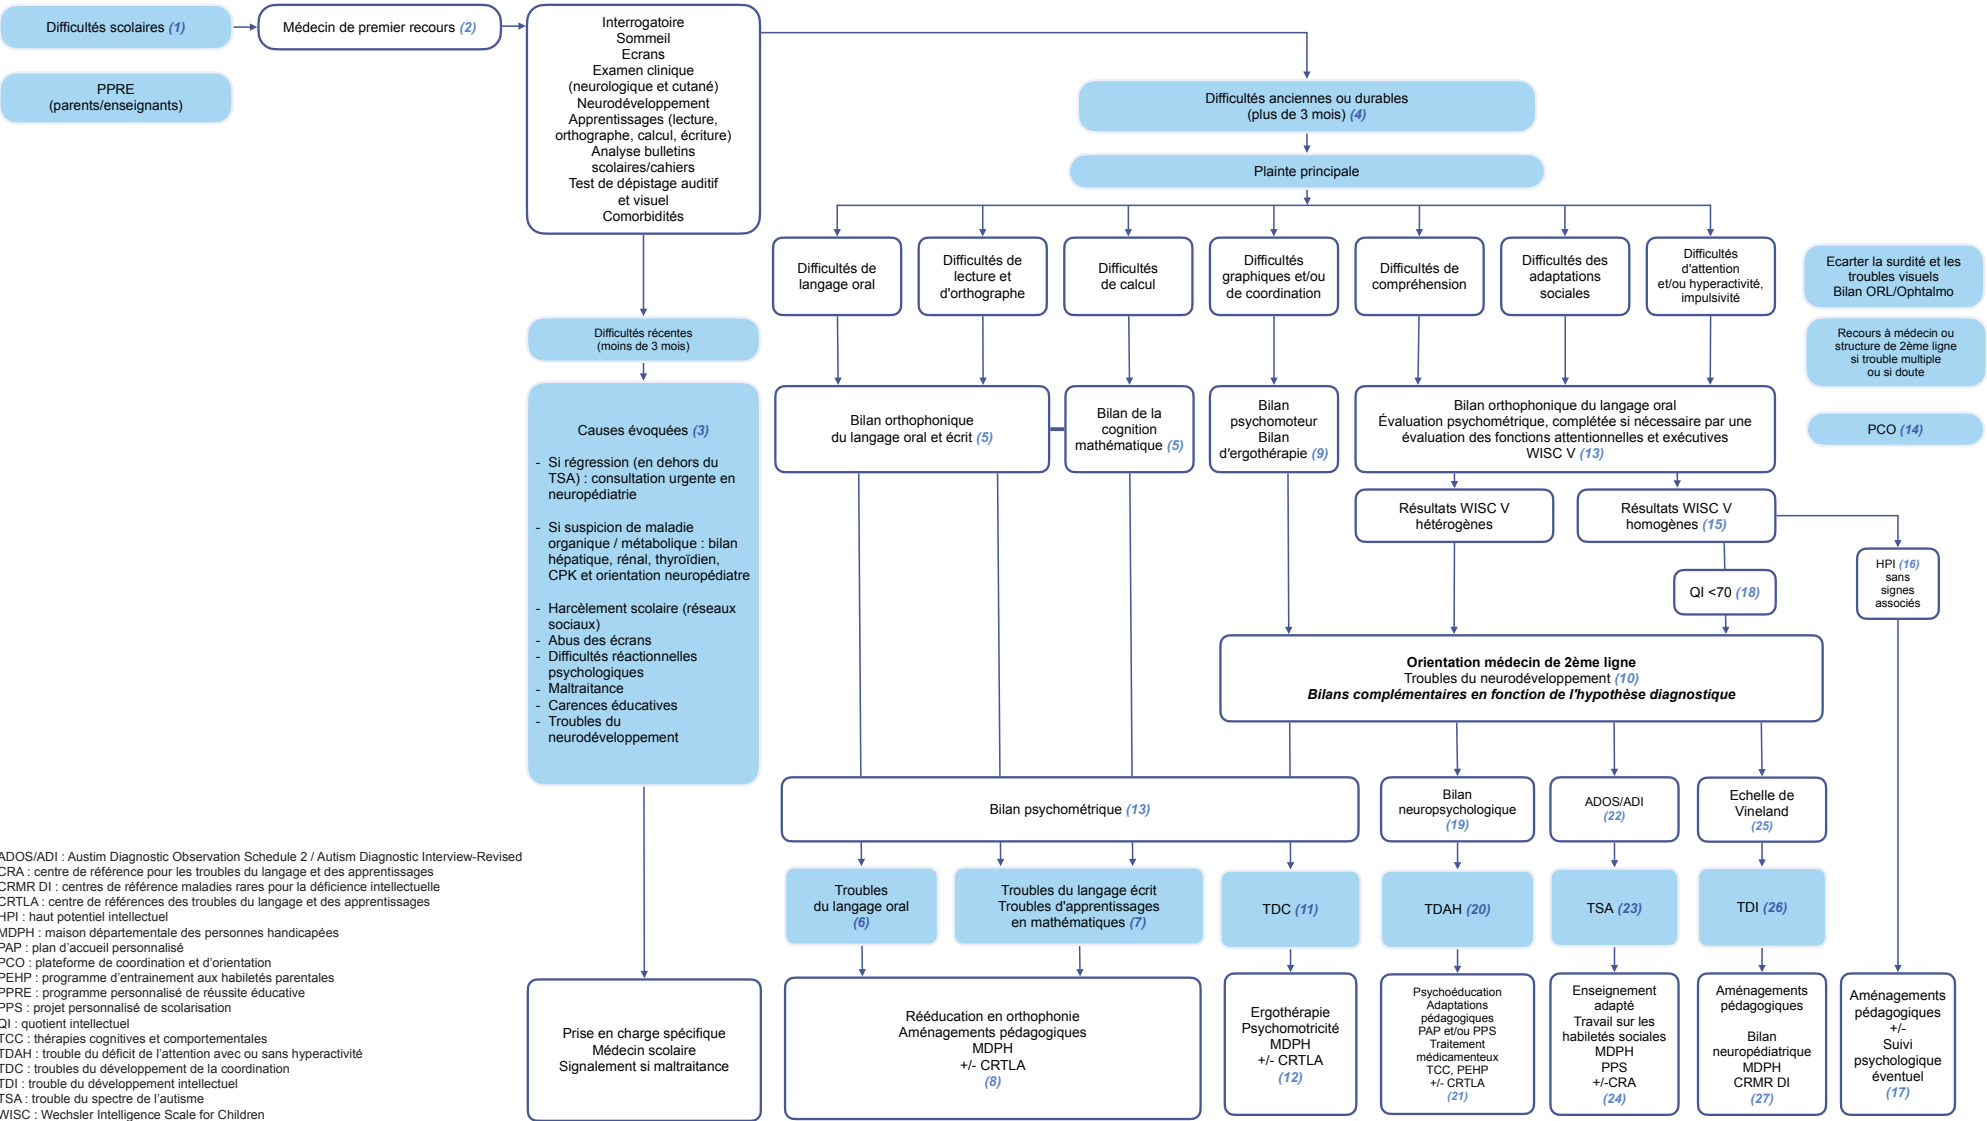 Difficultés scolaires (1)
Médecin de premier recours (2)
PPRE
(parents/enseignants)
Interrogatoire
Sommeil
Ecrans
Examen clinique
(neurologique et cutané)
Neurodéveloppement
Apprentissages (lecture,
orthographe, calcul, écriture)
Analyse bulletins
scolaires/cahiers
Test de dépistage auditif
et visuel
Comorbidités
Difficultés anciennes ou durables
(plus de 3 mois) (4)
Plainte principale
Difficultés de
langage oral
Difficultés de
lecture et
d'orthographe
Difficultés
de calcul
Difficultés
graphiques et/ou
de coordination
Difficultés de
compréhension
Difficultés des
adaptations
sociales
Difficultés
d'attention
et/ou hyperactivité,
impulsivité
Ecarter la surdité et les
troubles visuels
Bilan ORL/Ophtalmo
Recours à médecin ou
structure de 2ème ligne
si trouble multiple
ou si doute
PCO (14)
Difficultés récentes
(moins de 3 mois)
Causes évoquées (3)
- Si régression (en dehors du
TSA) : consultation urgente en
neuropédiatrie
- Si suspicion de maladie
organique / métabolique : bilan
hépatique, rénal, thyroïdien,
CPK et orientation neuropédiatre
- Harcèlement scolaire (réseaux
sociaux)
- Abus des écrans
- Difficultés réactionnelles
psychologiques
- Maltraitance
- Carences éducatives
- Troubles du
neurodéveloppement
Bilan orthophonique
du langage oral et écrit (5)
Bilan de la
cognition
mathématique (5)
Bilan
psychomoteur
Bilan
d'ergothérapie (9)
Bilan orthophonique du langage oral
Évaluation psychométrique, complétée si nécessaire par une
évaluation des fonctions attentionnelles et exécutives
WISC V (13)
Résultats WISC V
hétérogènes
Résultats WISC V
homogènes (15)
QI <70 (18)
HPI (16)
sans
signes
associés
Orientation médecin de 2ème ligne
Troubles du neurodéveloppement (10)
Bilans complémentaires en fonction de l'hypothèse diagnostique
Bilan psychométrique (13)
Bilan
neuropsychologique
(19)
ADOS/ADI
(22)
Echelle de
Vineland
(25)
Troubles
du langage oral
(6)
Troubles du langage écrit
Troubles d'apprentissages
en mathématiques (7)
TDC (11)
TDAH (20)
TSA (23)
TDI (26)
Prise en charge spécifique
Médecin scolaire
Signalement si maltraitance
Rééducation en orthophonie
Aménagements pédagogiques
MDPH
+/- CRTLA
(8)
Ergothérapie
Psychomotricité
MDPH
+/- CRTLA
(12)
Psychoéducation
Adaptations
pédagogiques
PAP et/ou PPS
Traitement
médicamenteux
TCC, PEHP
+/- CRTLA
(21)
Enseignement
adapté
Travail sur les
habiletés sociales
MDPH
PPS
+/-CRA
(24)
Aménagements
pédagogiques
Bilan
neuropédiatrique
MDPH
CRMR DI
(27)
Aménagements
pédagogiques
+/-
Suivi
psychologique
éventuel
(17)
ADOS/ADI : Austim Diagnostic Observation Schedule 2 / Autism Diagnostic Interview-Revised
CRA : centre de référence pour les troubles du langage et des apprentissages
CRMR DI : centres de référence maladies rares pour la déficience intellectuelle
CRTLA : centre de références des troubles du langage et des apprentissages
HPI : haut potentiel intellectuel
MDPH : maison départementale des personnes handicapées
PAP : plan d'accueil personnalisé
PCO : plateforme de coordination et d'orientation
PEHP : programme d'entrainement aux habiletés parentales
PPRE : programme personnalisé de réussite éducative
PPS : projet personnalisé de scolarisation
QI : quotient intellectuel
TCC : thérapies cognitives et comportementales
TDAH : trouble du déficit de l'attention avec ou sans hyperactivité
TDC : troubles du développement de la coordination
TDI : trouble du développement intellectuel
TSA : trouble du spectre de l'autisme
WISC : Wechsler Intelligence Scale for Children